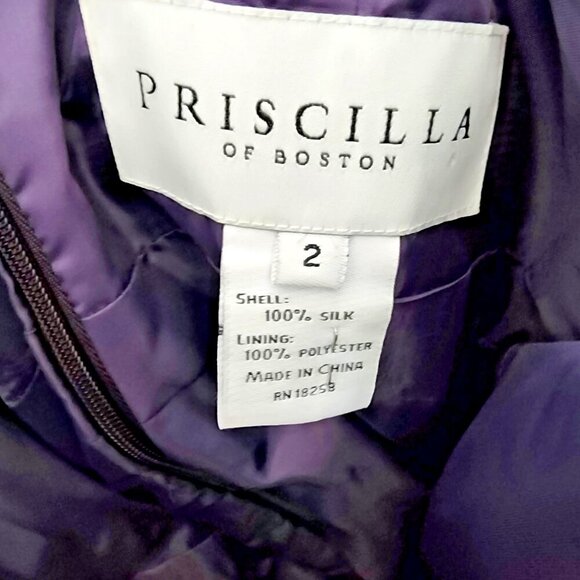 PRISCILLA
OF BOSTON
2
SHELL:
100% SILK
LINING:
100% POLYESTER
MADE IN CHINA
RN 18258